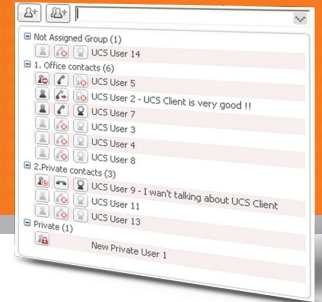 Not Assigned Group (1)
UCS User 14
1. Office contacts (6)
UCS User 5
UCS User 2 - UCS Client is very good !!
UCS User 7
UCS User 3
UCS User 4
UCS User 8
2.Private contacts (3)
UCS User 9 - I wan't talking about UCS Client
UCS User 11
UCS User 13
Private (1)
New Private User 1